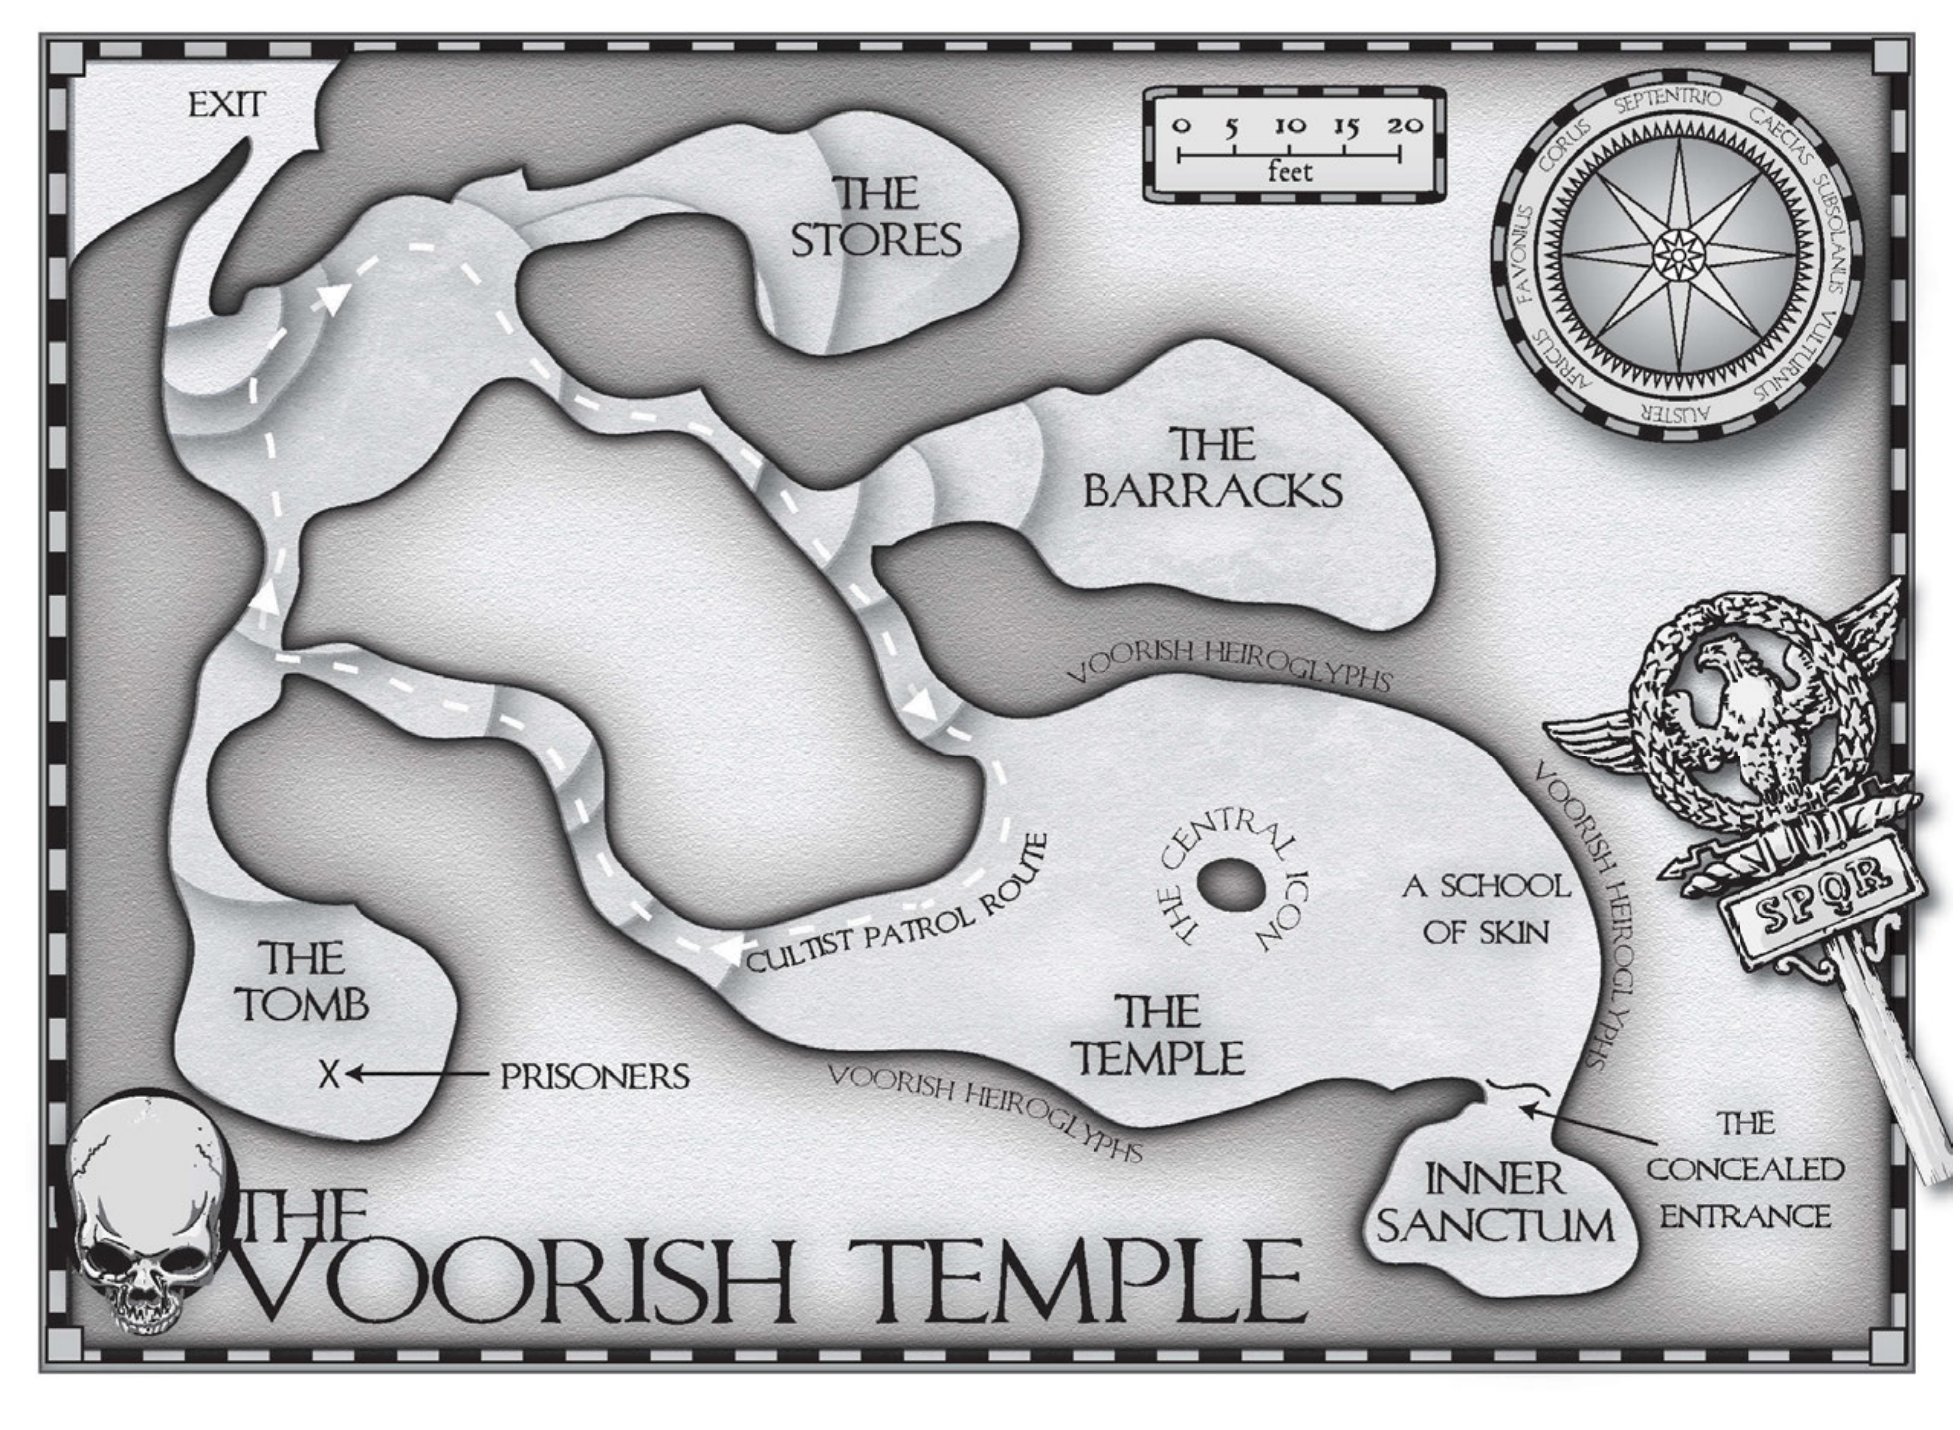 EXIT
0 5 10 15 20
feet
SEPTENTRIO
CAECIAS
SUBSOLANUS
VULTURNUS
AUSTER
AFRICUS
FAVONIUS
CORUS
THE
STORES
THE
BARRACKS
VOORISH HEIROGLYPHS
VOORISH HEIROGLYPHS
THE CENTRAL ICON
A SCHOOL
OF SKIN
SPQR
CULTIST PATROL ROUTE
THE
TOMB
X
PRISONERS
THE
TEMPLE
VOORISH HEIROGLYPHS
THE
CONCEALED
ENTRANCE
INNER
SANCTUM
THE
VOORISH TEMPLE